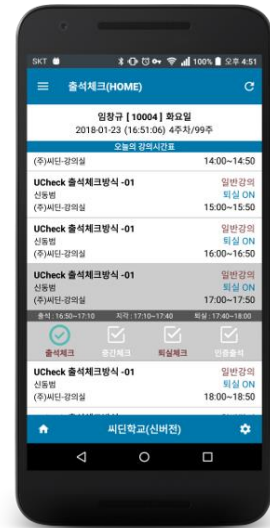 SKT
100% 오후 4:51
출석체크(HOME)
임창규 [ 10004 ] 화요일
2018-01-23 (16:51:06) 4주차/99주
오늘의 강의시간표
(주)씨딘-강의실 14:00~14:50
UCheck 출석체크방식 -01 일반강의
신동범 퇴실 ON
(주)씨딘-강의실 15:00~15:50
UCheck 출석체크방식 -01 일반강의
신동범 퇴실 ON
(주)씨딘-강의실 16:00~16:50
UCheck 출석체크방식 -01 일반강의
신동범 퇴실 ON
(주)씨딘-강의실 17:00~17:50
출석 : 16:50~17:10 지각 : 17:10~17:40 퇴실 : 17:40~18:00
출석체크 중간체크 퇴실체크 인증출석
UCheck 출석체크방식 -01 일반강의
신동범 퇴실 ON
(주)씨딘-강의실 18:00~18:50
씨딘학교(신버전)